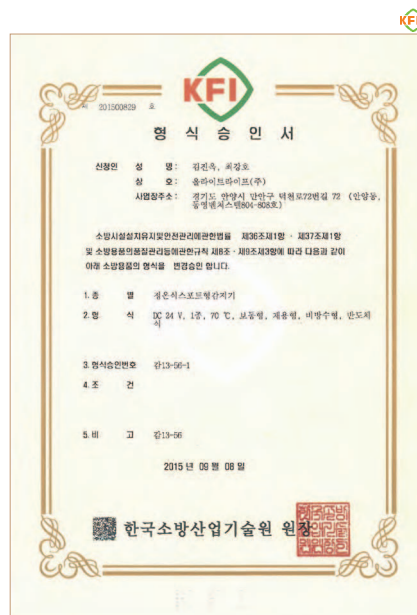 KFI
KFI
제 201500829 호
형 식 승 인 서
신청인 성 명 : 김진옥, 최강호
상 호 : 올라이트라이프(주)
사업장주소 : 경기도 안양시 만안구 덕천로72번길 72 (안양동,
동영벤처스텔804-808호)
소방시설설치유지및안전관리에관한법률 제36조제1항 · 제37조제1항
및 소방용품의품질관리등에관한규칙 제8조 · 제9조제3항에 따라 다음과 같이
아래 소방용품의 형식을 변경승인 합니다.
1. 종 별 정온식스포트형감지기
2. 형 식 DC 24 V, 1종, 70 ℃, 보통형, 재용형, 비방수형, 반도체
식
3. 형식승인번호 감13-56-1
4. 조 건
5. 비 고 감13-56
2015 년 09 월 08 일
한국소방산업기술원 원장